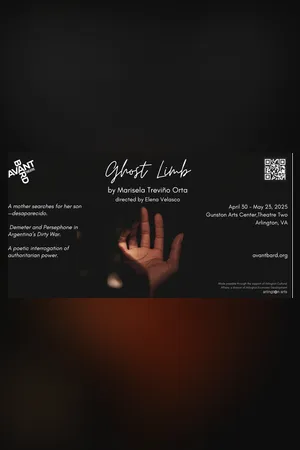 AVANT
BARD
Ghost Limb
by Marisela Treviño Orta
directed by Elena Velasco
A mother searches for her son
—desaparecido.
Demeter and Persephone in
Argentina's Dirty War.
A poetic interrogation of
authoritarian power.
April 30 - May 23, 2025
Gunston Arts Center,Theatre Two
Arlington, VA
avantbard.org